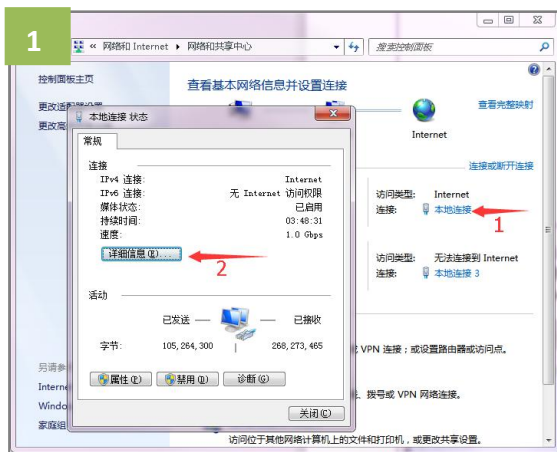 1
« 网络和 Internet ▸ 网络和共享中心
搜索控制面板
控制面板主页
查看基本网络信息并设置连接
查看完整映射
Internet
连接或断开连接
访问类型: Internet
连接: 本地连接
1
访问类型: 无法连接到 Internet
连接: 本地连接 3
VPN 连接；或设置路由器或访问点。
拨号或 VPN 网络连接。
访问位于其他网络计算机上的文件和打印机，或更改共享设置。
本地连接 状态
常规
连接
IPv4 连接: Internet
IPv6 连接: 无 Internet 访问权限
媒体状态: 已启用
持续时间: 03:48:31
速度: 1.0 Gbps
详细信息(E)...
2
活动
已发送 — — 已接收
字节: 105,264,300 | 268,273,465
属性(P) 禁用(D) 诊断(G)
关闭(C)
另请参
Interne
Windo
家庭组